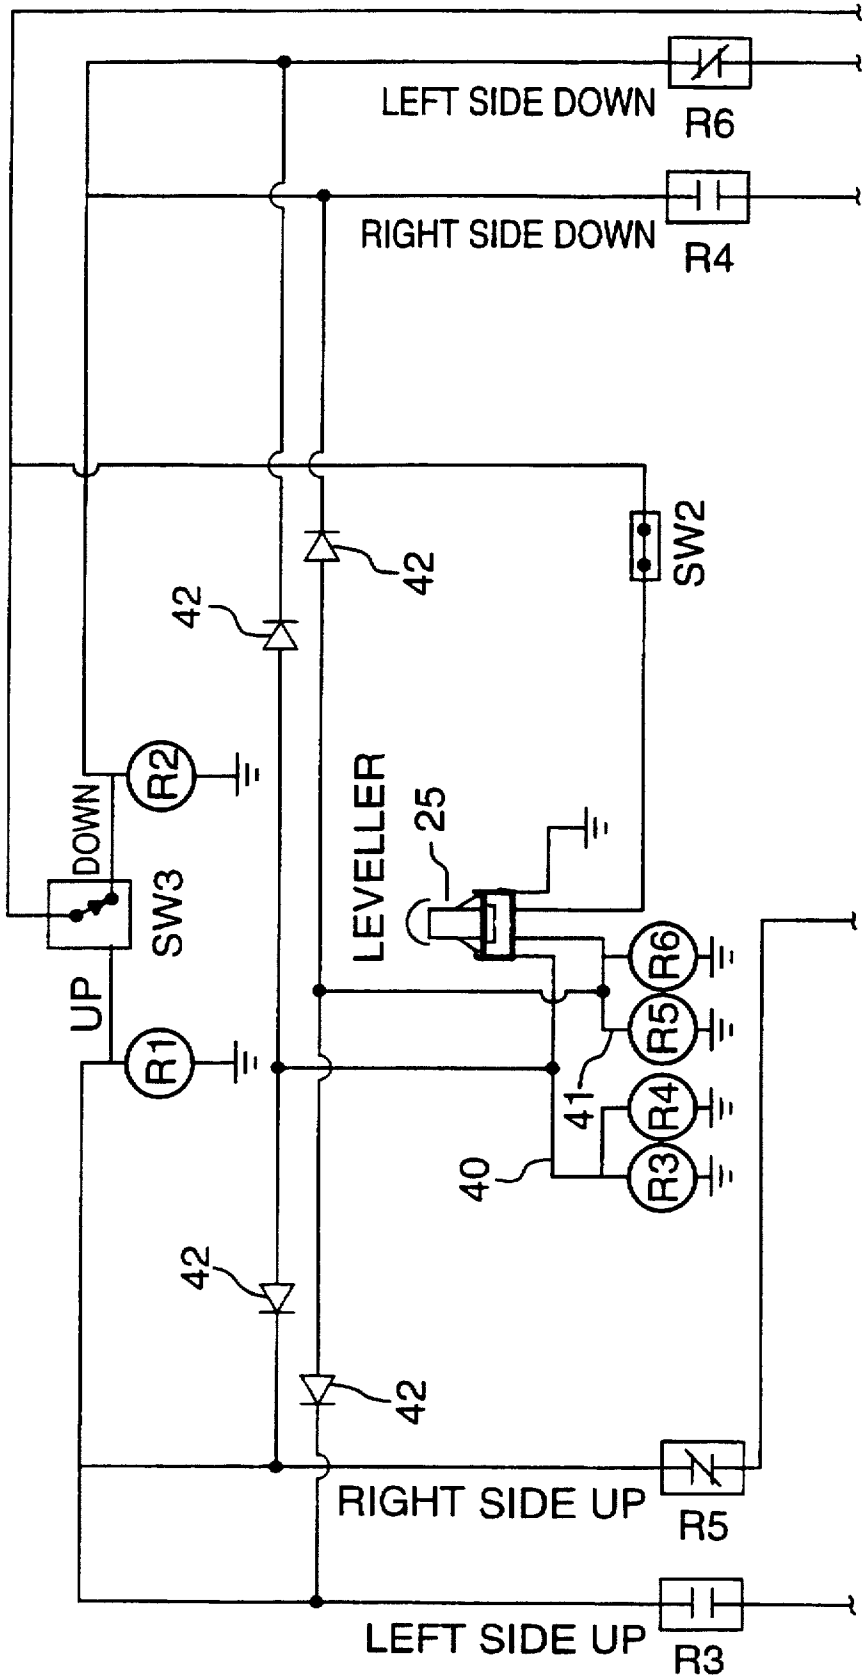 LEFT SIDE DOWN
R6
RIGHT SIDE DOWN
R4
42
42
SW2
R2
DOWN
SW3
UP
R1
LEVELLER
25
R6
R5
41
R4
R3
40
42
42
RIGHT SIDE UP
R5
LEFT SIDE UP
R3